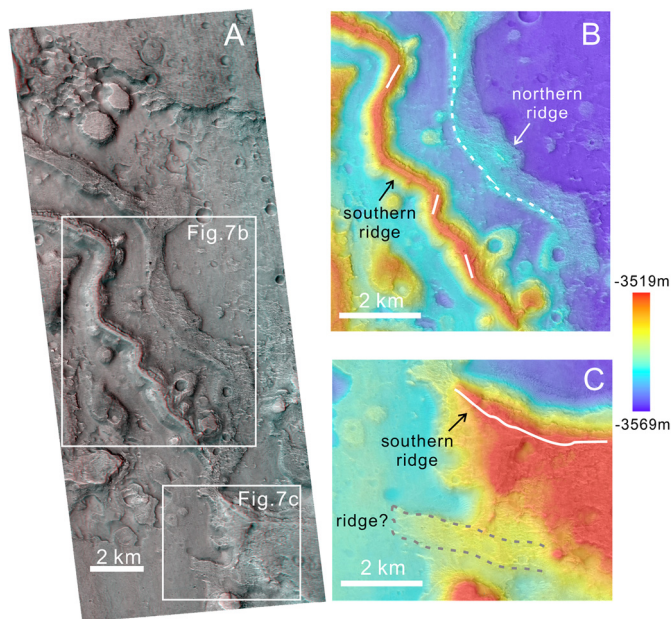 A
Fig.7b
Fig.7c
2 km
B
northern
ridge
southern
ridge
2 km
-3519m
-3569m
C
southern
ridge
ridge?
2 km